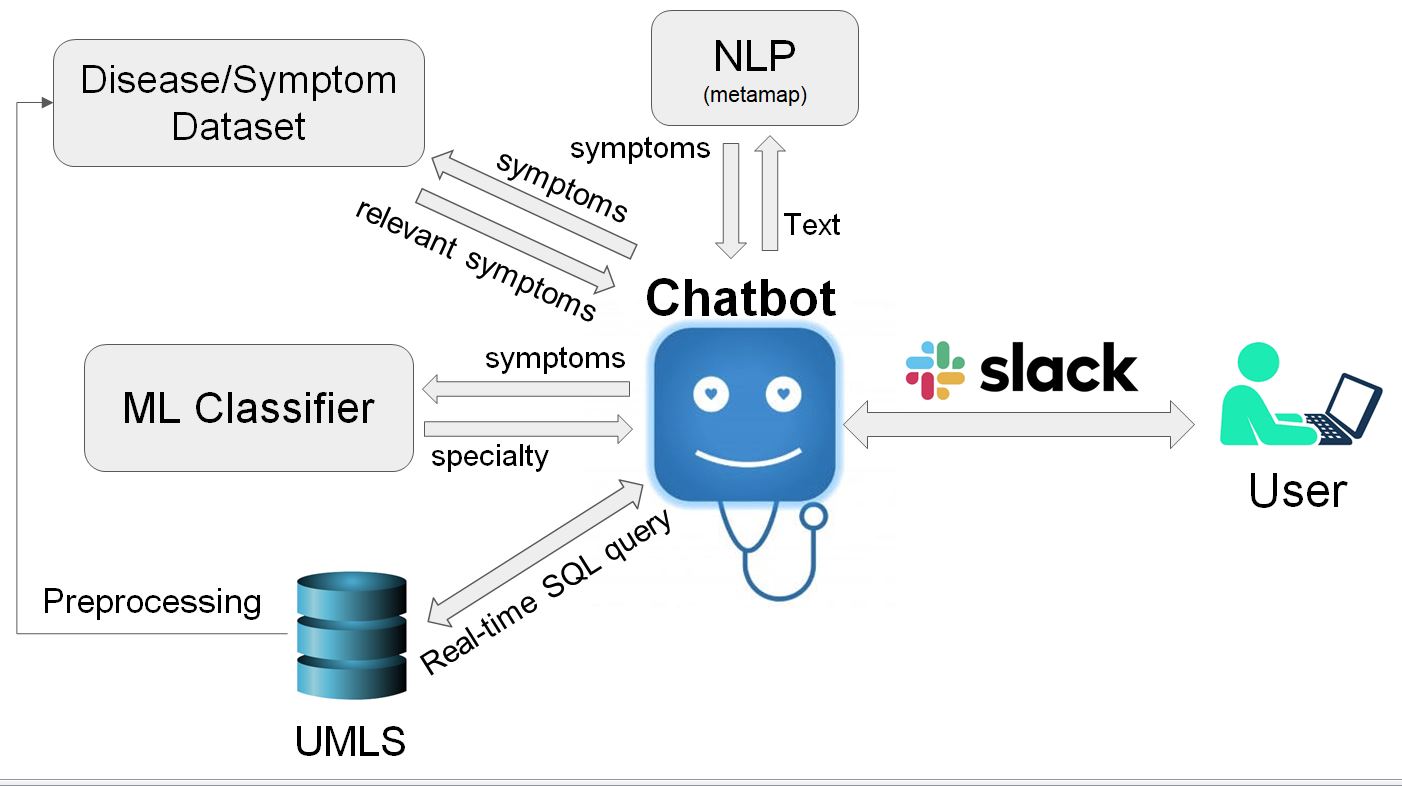 Disease/Symptom
Dataset
NLP
(metamap)
symptoms
Text
symptoms
relevant symptoms
Chatbot
symptoms
ML Classifier
specialty
slack
User
Real-time SQL query
Preprocessing
UMLS